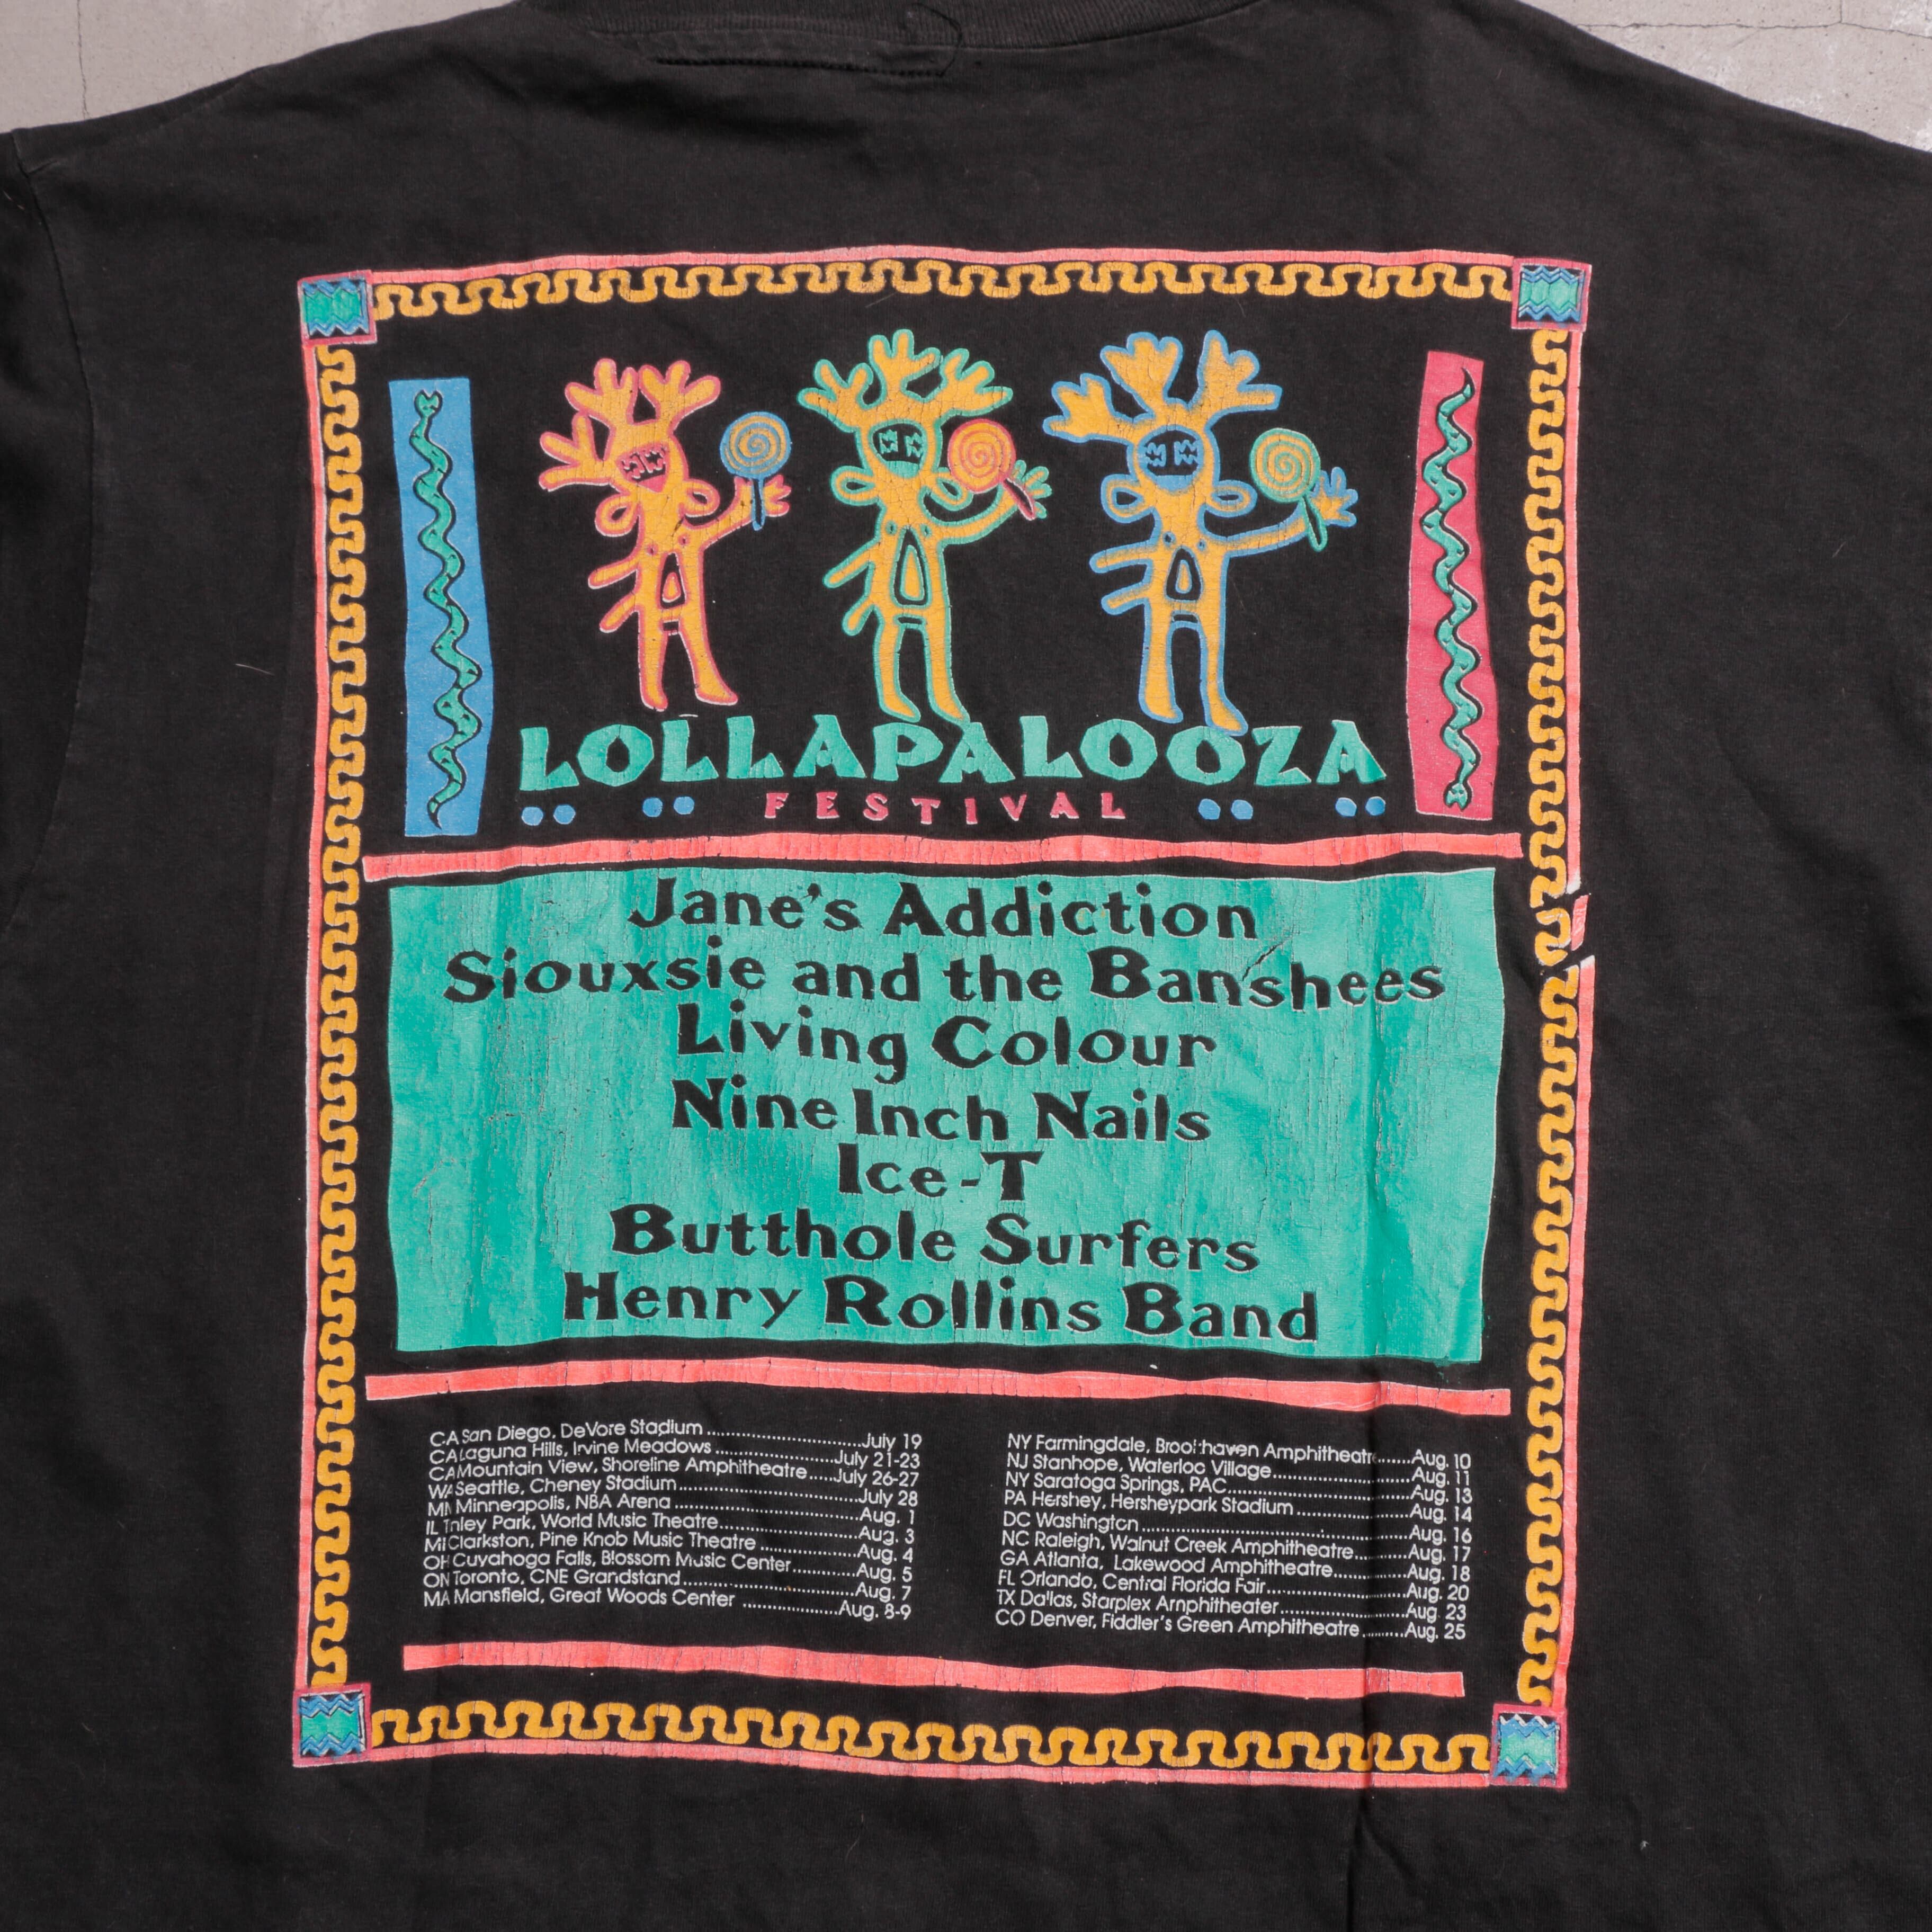 LOLLAPALOOZA
FESTIVAL
Jane's Addiction
Siouxsie and the Banshees
Living Colour
Nine Inch Nails
Ice-T
Butthole Surfers
Henry Rollins Band
CA San Diego, DeVore Stadium ........ July 19
CA Laguna Hills, Irvine Meadows ........ July 21-23
CA Mountain View, Shoreline Amphitheatre ..... July 26-27
WA Seattle, Cheney Stadium ........ July 28
MN Minneapolis, NBA Arena ........ Aug. 1
IL Tinley Park, World Music Theatre ........ Aug. 3
MI Clarkston, Pine Knob Music Theatre ........ Aug. 4
OH Cuyahoga Falls, Blossom Music Center ........ Aug. 5
ON Toronto, CNE Grandstand ........ Aug. 7
MA Mansfield, Great Woods Center ........ Aug. 8-9
NY Farmingdale, Brookhaven Amphitheatre ...... Aug. 10
NJ Stanhope, Waterloo Village ........ Aug. 11
NY Saratoga Springs, PAC ........ Aug. 13
PA Hershey, Hersheypark Stadium ........ Aug. 14
DC Washington ........ Aug. 16
NC Raleigh, Walnut Creek Amphitheatre ........ Aug. 17
GA Atlanta, Lakewood Amphitheatre ........ Aug. 18
FL Orlando, Central Florida Fair ........ Aug. 20
TX Dallas, Starplex Amphitheater ........ Aug. 23
CO Denver, Fiddler's Green Amphitheatre ........ Aug. 25